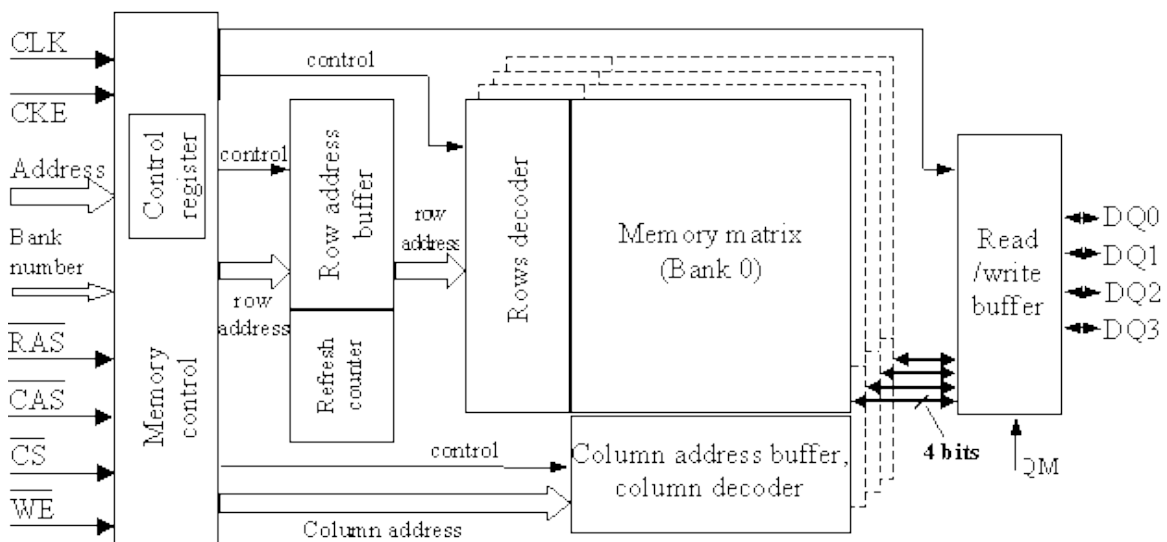 CLK
CKE
Address
Bank
number
RAS
CAS
CS
WE
Control
register
Memory
control
control
control
row
address
Row address
buffer
Refresh
counter
row
address
Rows decoder
Memory matrix
(Bank 0)
control
Column address
Column address buffer,
column decoder
4 bits
Read
/write
buffer
QM
DQ0
DQ1
DQ2
DQ3